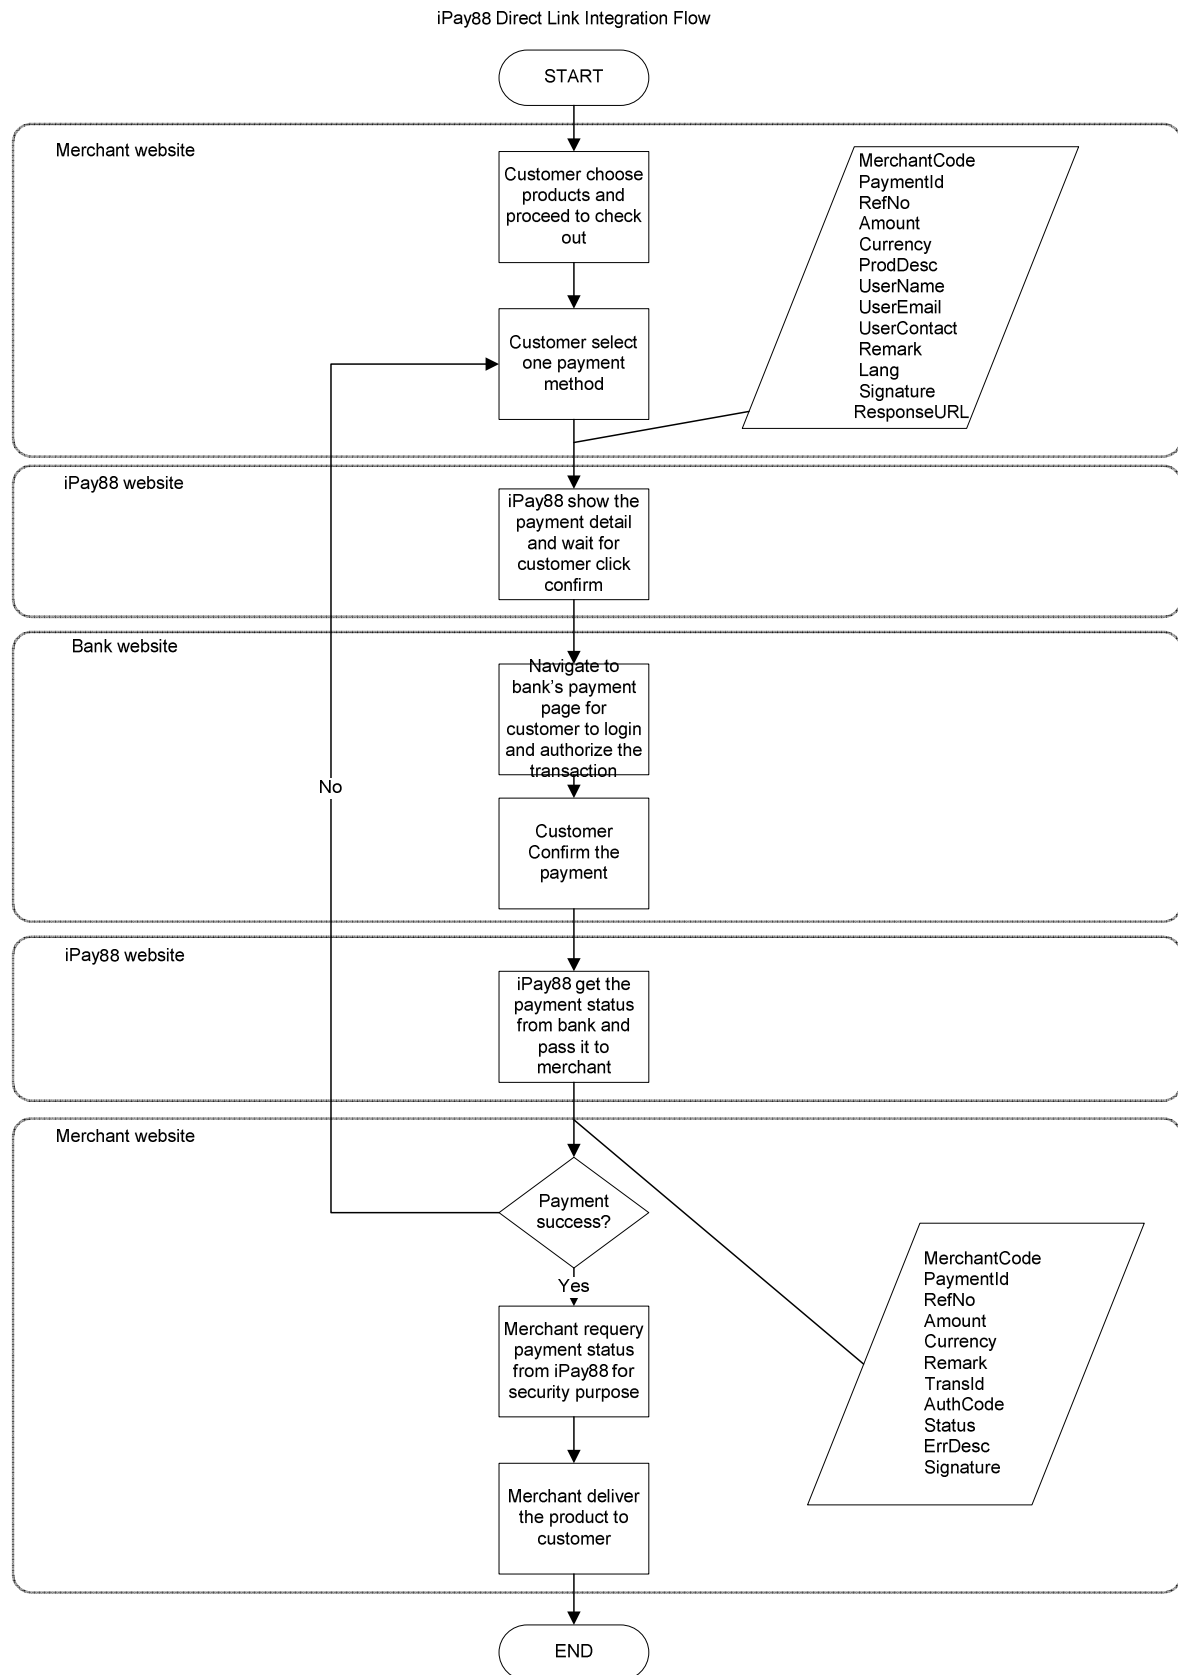 iPay88 Direct Link Integration Flow
START
Merchant website
Customer choose
products and
proceed to check
out
MerchantCode
PaymentId
RefNo
Amount
Currency
ProdDesc
UserName
UserEmail
UserContact
Remark
Lang
Signature
ResponseURL
Customer select
one payment
method
iPay88 website
iPay88 show the
payment detail
and wait for
customer click
confirm
Bank website
Navigate to
bank’s payment
page for
customer to login
and authorize the
transaction
No
Customer
Confirm the
payment
iPay88 website
iPay88 get the
payment status
from bank and
pass it to
merchant
Merchant website
Payment
success?
Yes
Merchant requery
payment status
from iPay88 for
security purpose
MerchantCode
PaymentId
RefNo
Amount
Currency
Remark
TransId
AuthCode
Status
ErrDesc
Signature
Merchant deliver
the product to
customer
END